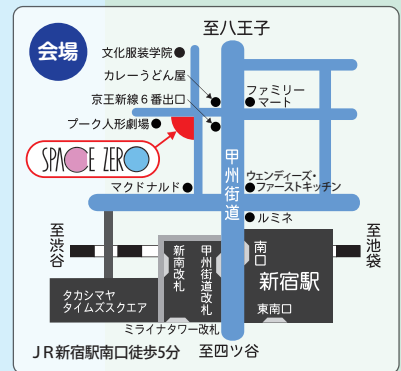 会場
至八王子
文化服装学院
カレーうどん屋
京王新線6番出口
プーク人形劇場
ファミリー
マート
SPACE ZERO
甲州街道
マクドナルド
ウェンディーズ・
ファーストキッチン
ルミネ
至渋谷
至池袋
新南改札
甲州街道改札
南口
新宿駅
東南口
タカシマヤ
タイムズスクエア
ミライナタワー改札
JR新宿駅南口徒歩5分
至四ツ谷